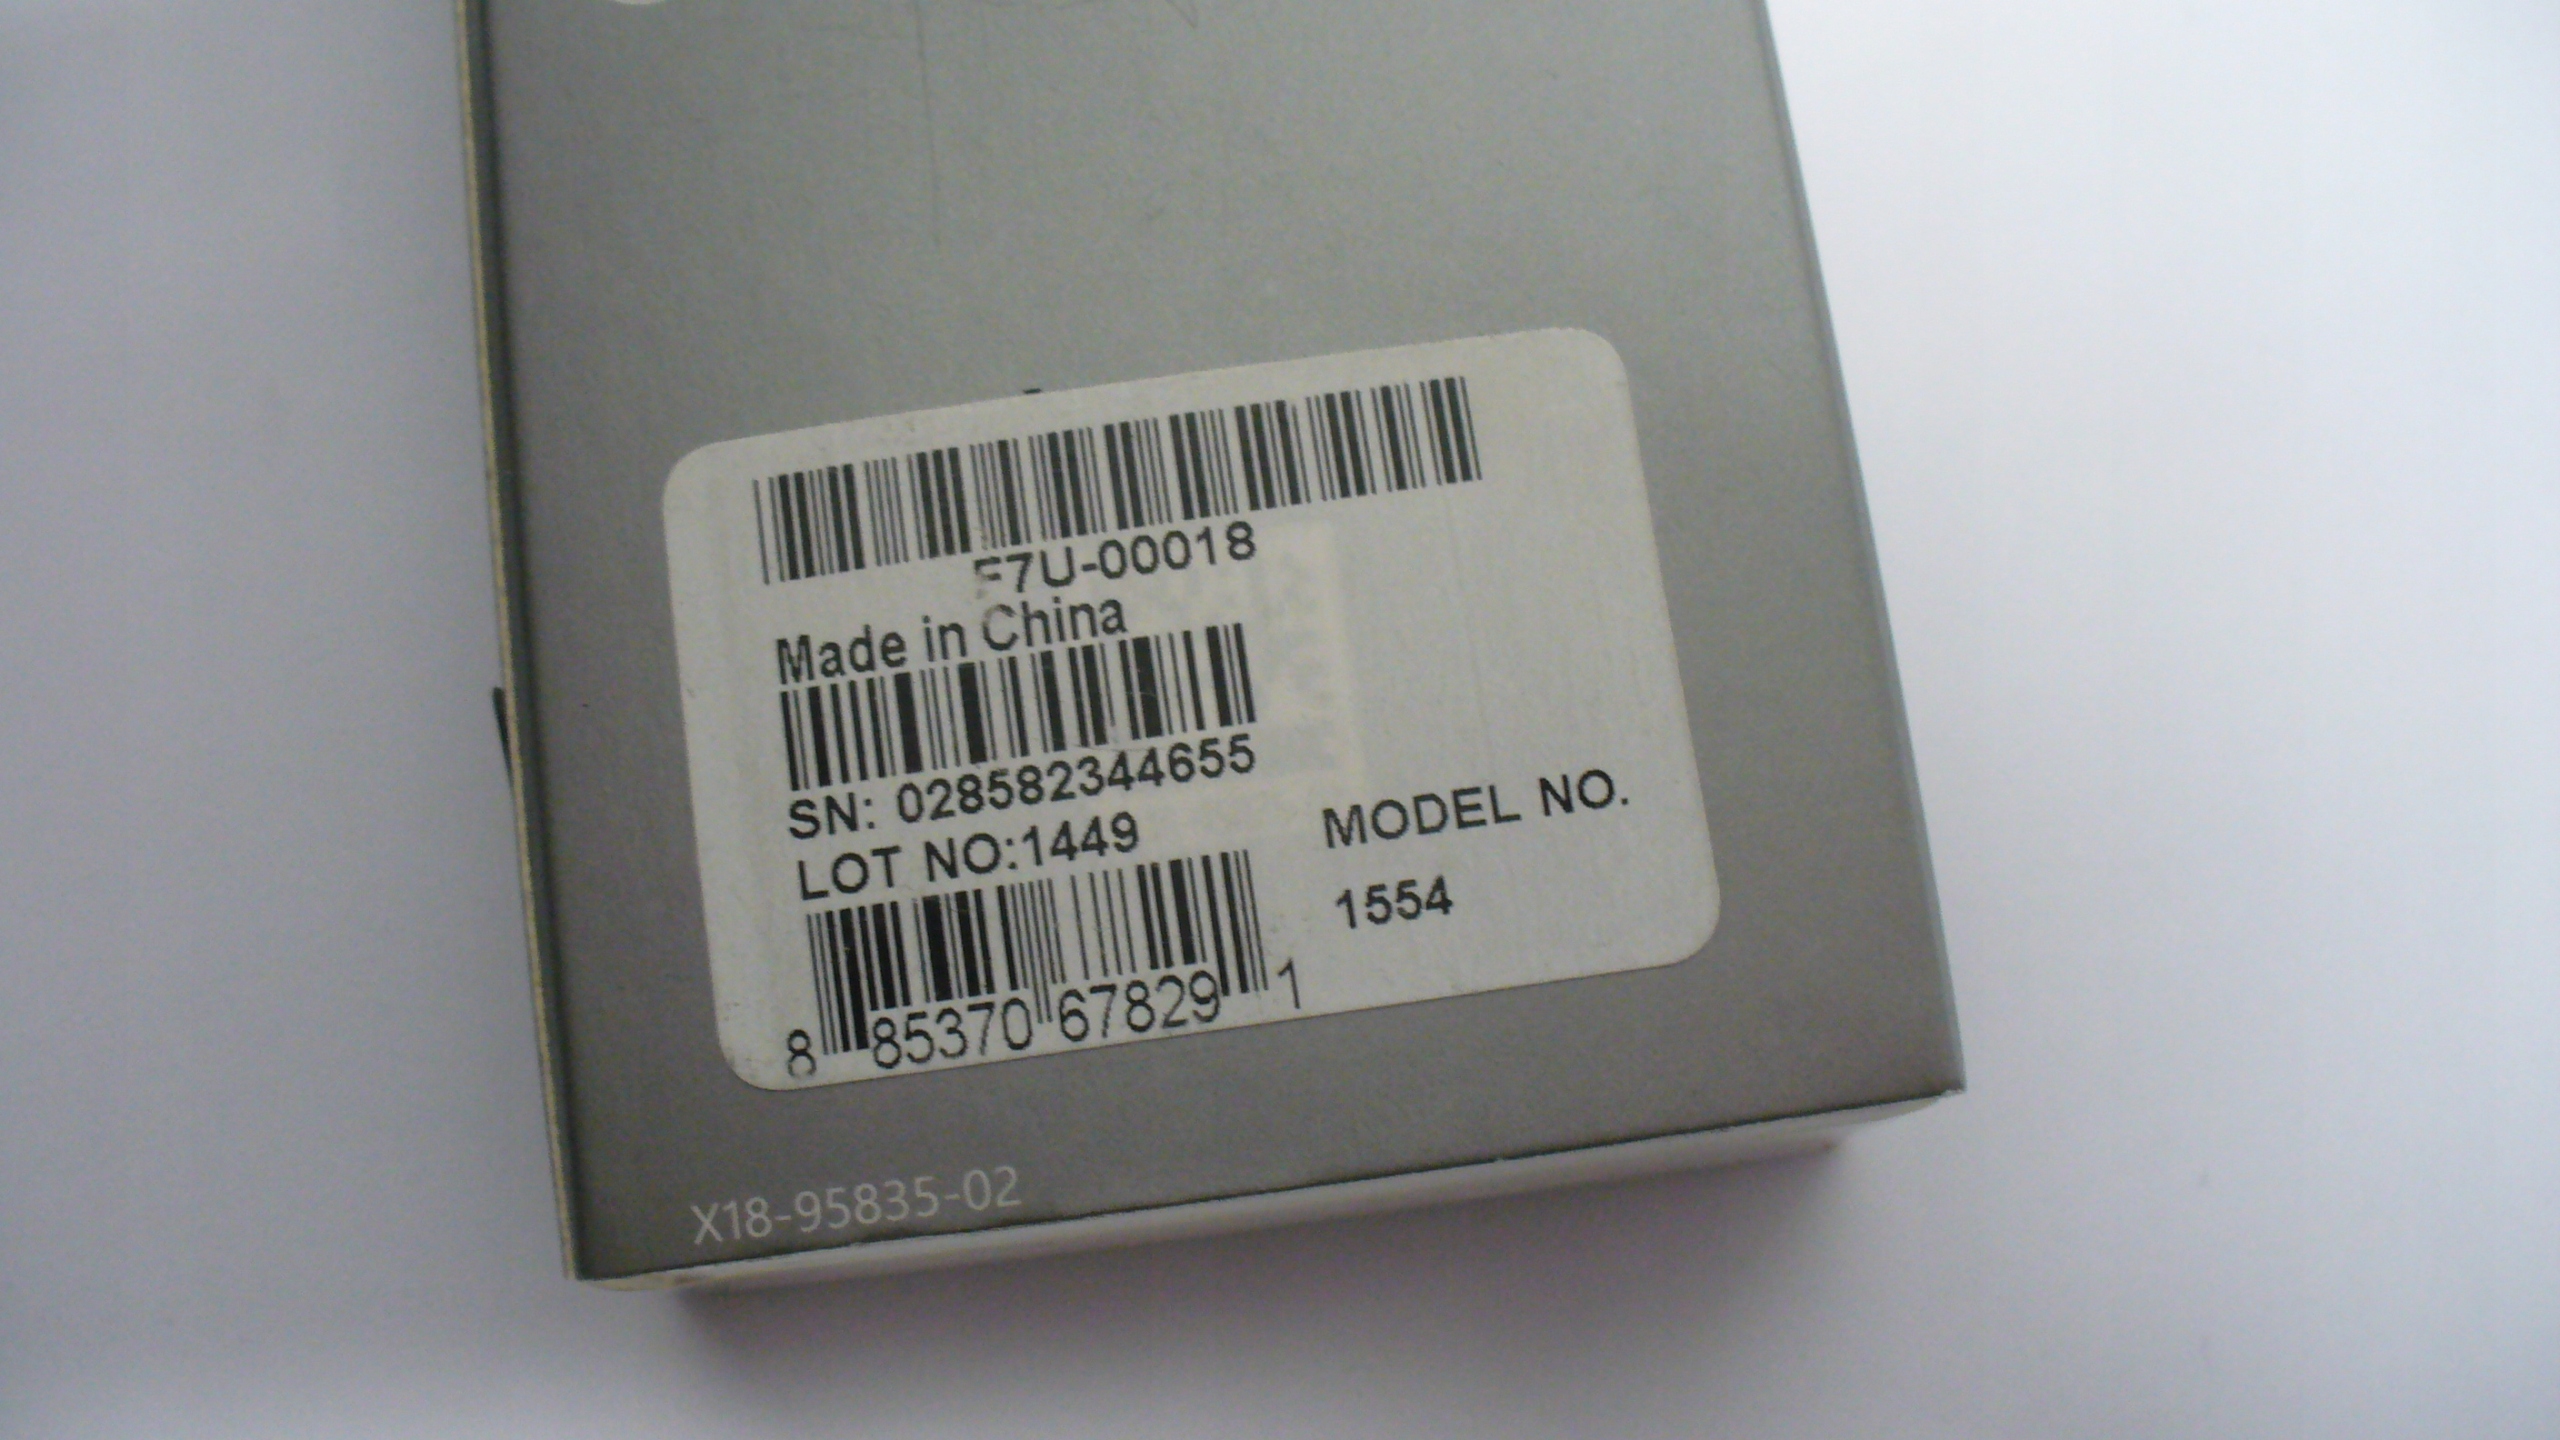 F7U-00018
Made in China
SN: 028582344655
LOT NO:1449
MODEL NO.
1554
8 85370 67829 1
X18-95835-02